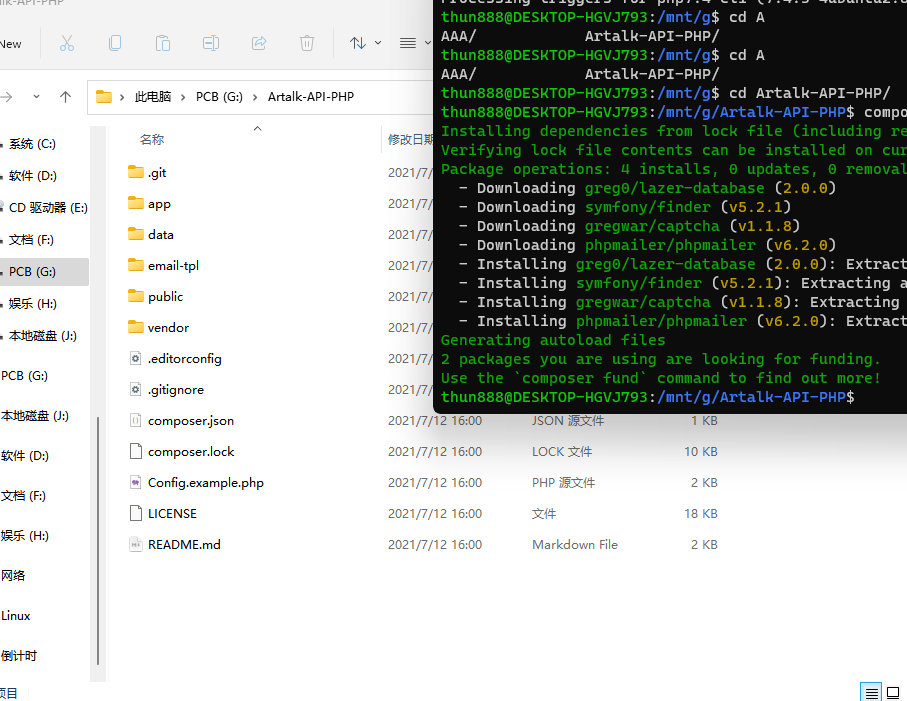 New
此电脑 > PCB (G:) > Artalk-API-PHP
名称
修改日期
系统 (C:)
软件 (D:)
CD 驱动器 (E:)
文档 (F:)
PCB (G:)
娱乐 (H:)
本地磁盘 (J:)
PCB (G:)
本地磁盘 (J:)
软件 (D:)
文档 (F:)
娱乐 (H:)
网络
Linux
倒计时
项目
.git 2021/7/
app 2021/7/
data 2021/7/
email-tpl 2021/7/
public 2021/7/
vendor 2021/7/
.editorconfig 2021/7/
.gitignore 2021/7/
composer.json 2021/7/12 16:00 JSON 源文件 1 KB
composer.lock 2021/7/12 16:00 LOCK 文件 10 KB
Config.example.php 2021/7/12 16:00 PHP 源文件 2 KB
LICENSE 2021/7/12 16:00 文件 18 KB
README.md 2021/7/12 16:00 Markdown File 2 KB
thun888@DESKTOP-HGVJ793:/mnt/g$ cd A
AAA/ Artalk-API-PHP/
thun888@DESKTOP-HGVJ793:/mnt/g$ cd A
AAA/ Artalk-API-PHP/
thun888@DESKTOP-HGVJ793:/mnt/g$ cd Artalk-API-PHP/
thun888@DESKTOP-HGVJ793:/mnt/g/Artalk-API-PHP$ compo
Installing dependencies from lock file (including re
Verifying lock file contents can be installed on cur
Package operations: 4 installs, 0 updates, 0 removal
- Downloading greg0/lazer-database (2.0.0)
- Downloading symfony/finder (v5.2.1)
- Downloading gregwar/captcha (v1.1.8)
- Downloading phpmailer/phpmailer (v6.2.0)
- Installing greg0/lazer-database (2.0.0): Extract
- Installing symfony/finder (v5.2.1): Extracting a
- Installing gregwar/captcha (v1.1.8): Extracting
- Installing phpmailer/phpmailer (v6.2.0): Extract
Generating autoload files
2 packages you are using are looking for funding.
Use the `composer fund` command to find out more!
thun888@DESKTOP-HGVJ793:/mnt/g/Artalk-API-PHP$